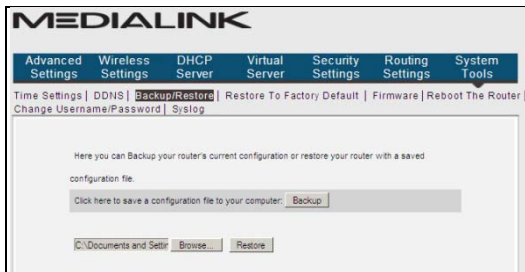 MEDIALINK
Advanced Settings Wireless Settings DHCP Server Virtual Server Security Settings Routing Settings System Tools
Time Settings | DDNS | Backup/Restore | Restore To Factory Default | Firmware | Reboot The Router |
Change Username/Password | Syslog
Here you can Backup your router's current configuration or restore your router with a saved
configuration file.
Click here to save a configuration file to your computer: Backup
C:\Documents and Settir Browse... Restore